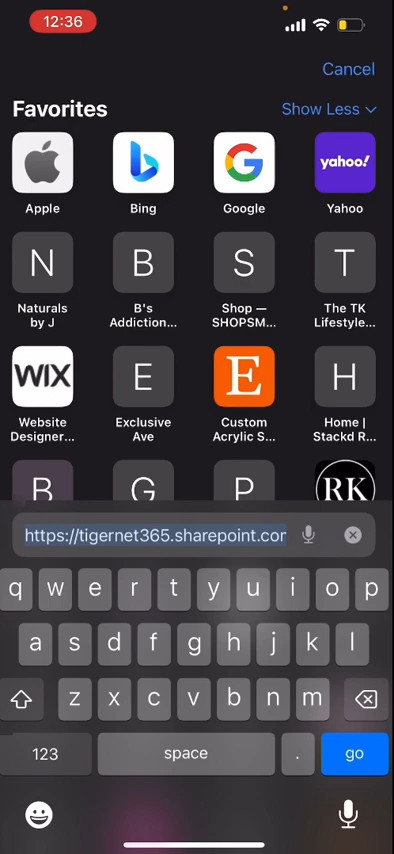 12:36
Cancel
Favorites
Show Less
yahoo!
Apple
Bing
Google
Yahoo
N
B
S
T
Naturals
by J
B's
Addiction...
Shop —
SHOPSM...
The TK
Lifestyle...
WIX
E
E
H
Website
Designer...
Exclusive
Ave
Custom
Acrylic S...
Home |
Stackd R...
B
G
P
RK
https://tigernet365.sharepoint.com
q w e r t y u i o p
a s d f g h j k l
z x c v b n m
123
space
.
go